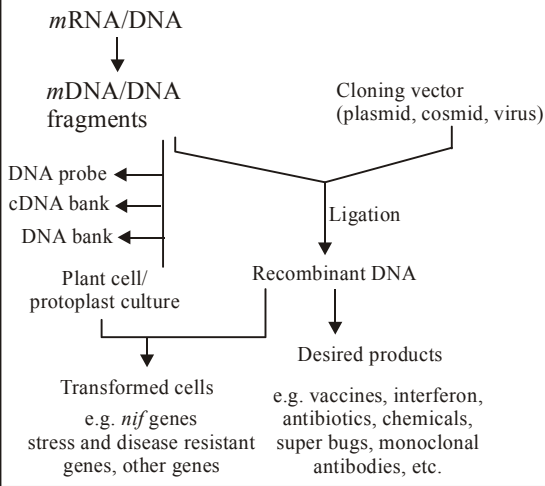 mRNA/DNA
mDNA/DNA
fragments
Cloning vector
(plasmid, cosmid, virus)
DNA probe
cDNA bank
DNA bank
Ligation
Plant cell/
protoplast culture
Recombinant DNA
Transformed cells
e.g. nif genes
stress and disease resistant
genes, other genes
Desired products
e.g. vaccines, interferon,
antibiotics, chemicals,
super bugs, monoclonal
antibodies, etc.